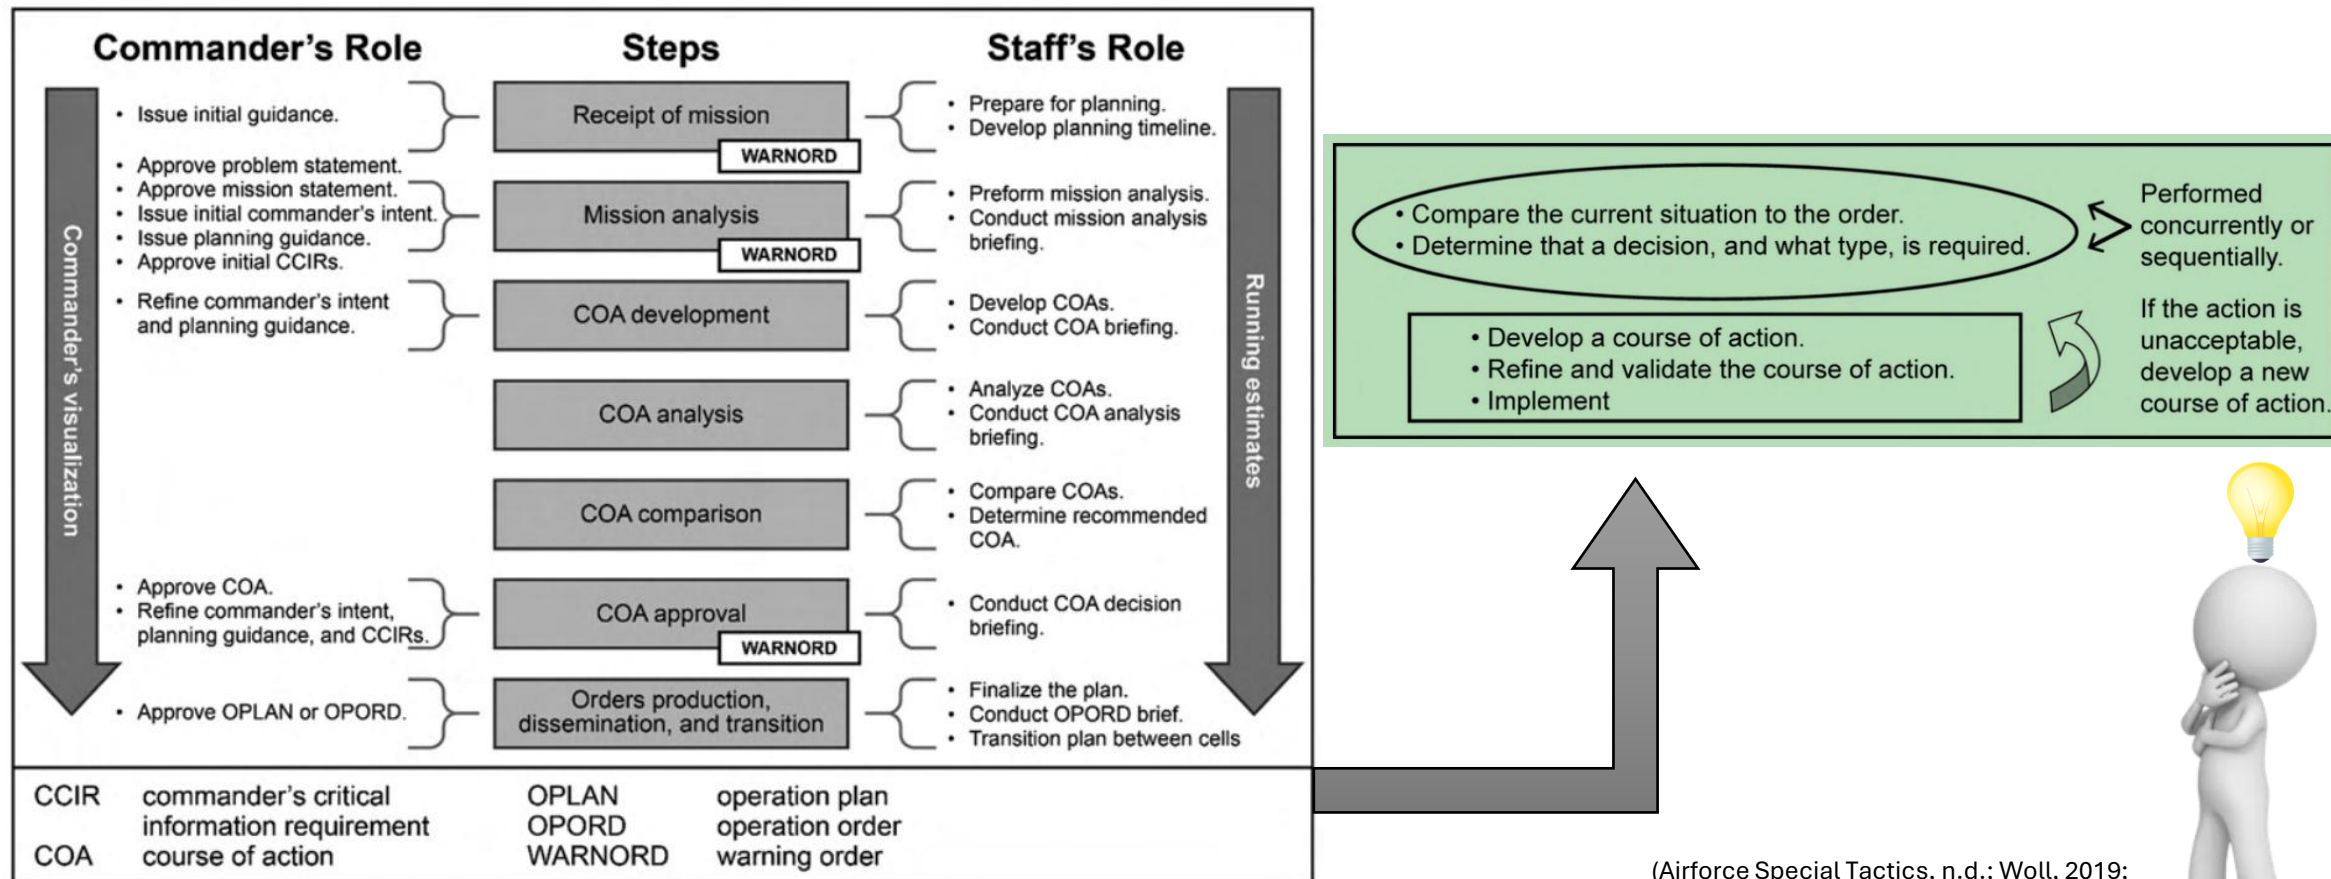 Commander's Role
Steps
Staff's Role
Commander's visualization
• Issue initial guidance.
Receipt of mission
WARNORD
• Prepare for planning.
• Develop planning timeline.
• Approve problem statement.
• Approve mission statement.
• Issue initial commander's intent.
• Issue planning guidance.
• Approve initial CCIRs.
Mission analysis
WARNORD
• Preform mission analysis.
• Conduct mission analysis
briefing.
• Refine commander's intent
and planning guidance.
COA development
• Develop COAs.
• Conduct COA briefing.
COA analysis
• Analyze COAs.
• Conduct COA analysis
briefing.
COA comparison
• Compare COAs.
• Determine recommended
COA.
• Approve COA.
• Refine commander's intent,
planning guidance, and CCIRs.
COA approval
WARNORD
• Conduct COA decision
briefing.
• Approve OPLAN or OPORD.
Orders production,
dissemination, and transition
• Finalize the plan.
• Conduct OPORD brief.
• Transition plan between cells
Running estimates
CCIR commander's critical
information requirement
COA course of action
OPLAN operation plan
OPORD operation order
WARNORD warning order
• Compare the current situation to the order.
• Determine that a decision, and what type, is required.
Performed
concurrently or
sequentially.
• Develop a course of action.
• Refine and validate the course of action.
• Implement
If the action is
unacceptable,
develop a new
course of action.
(Airforce Special Tactics, n.d.; Woll, 2019;